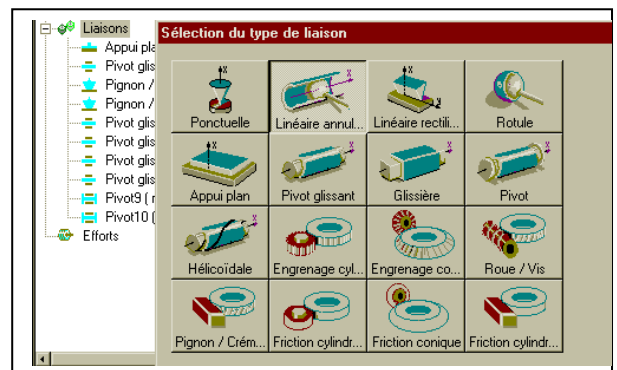 Liaisons
Appui pla
Pivot glis
Pignon /
Pignon /
Pivot glis
Pivot glis
Pivot glis
Pivot glis
Pivot9 ( r
Pivot10 (
Efforts
Sélection du type de liaison
Ponctuelle Linéaire annul... Linéaire rectili... Rotule
Appui plan Pivot glissant Glissière Pivot
Hélicoïdale Engrenage cyl... Engrenage co... Roue / Vis
Pignon / Crém... Friction cylindr... Friction conique Friction cylindr...